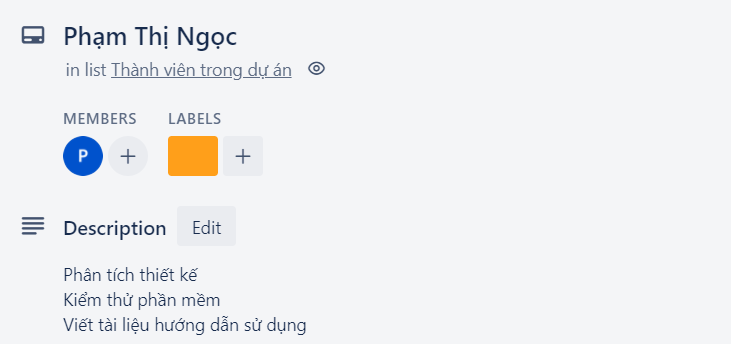 Phạm Thị Ngọc
in list Thành viên trong dự án
MEMBERS LABELS
P + +
Description Edit
Phân tích thiết kế
Kiểm thử phần mềm
Viết tài liệu hướng dẫn sử dụng